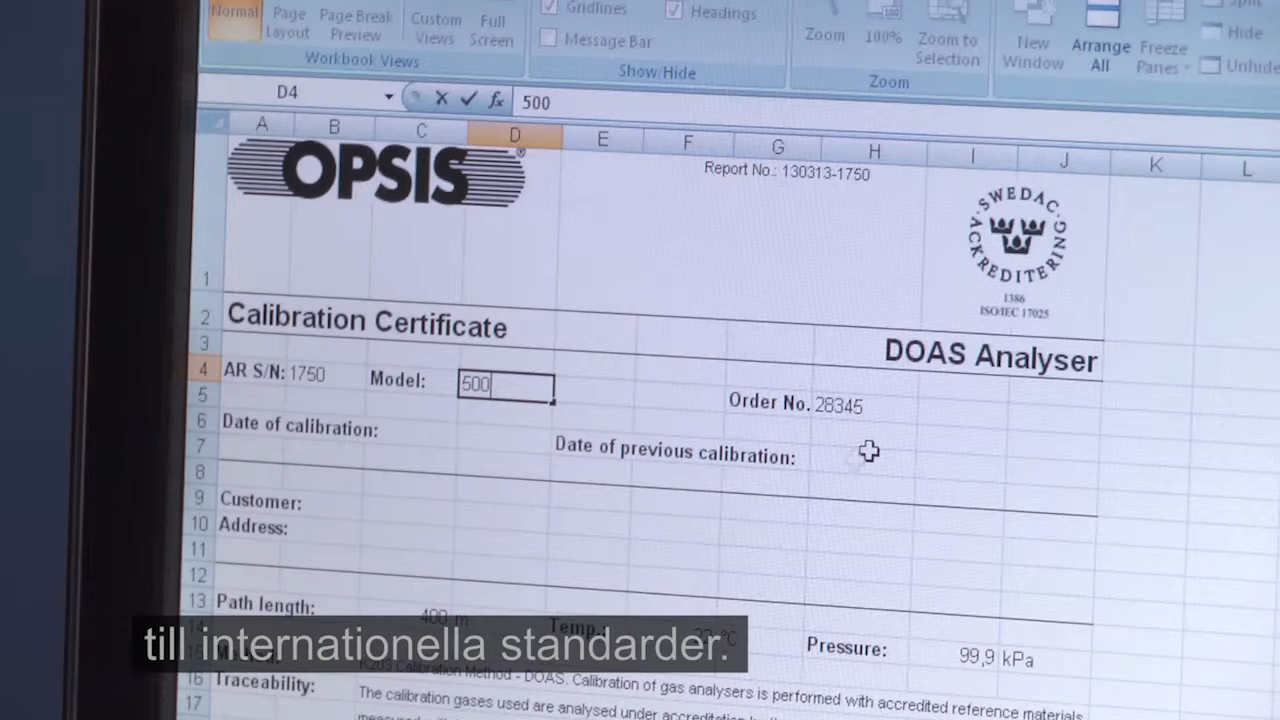 Normal Page Layout Page Break Preview Custom Views Full Screen
Workbook Views
Gridlines Headings
Message Bar
Show/Hide
Zoom 100% Zoom to Selection
Zoom
New Window Arrange All Freeze Panes
Hide
Unhide
D4 fx 500
A B C D E F G H I J K L
OPSIS®
Report No.: 130313-1750
SWEDAC ACKREDITERING
1386
ISO/IEC 17025
1
2 Calibration Certificate
DOAS Analyser
3
4 AR S/N: 1750 Model: 500
Order No. 28345
5
6 Date of calibration:
Date of previous calibration:
7
8
9 Customer:
10 Address:
11
12
13 Path length: 400 m Temp.: °C Pressure: 99,9 kPa
till internationella standarder.
K203 Calibration Method - DOAS. Calibration of gas analysers is performed with accredited reference materials
16 Traceability:
The calibration gases used are analysed under accreditation
17